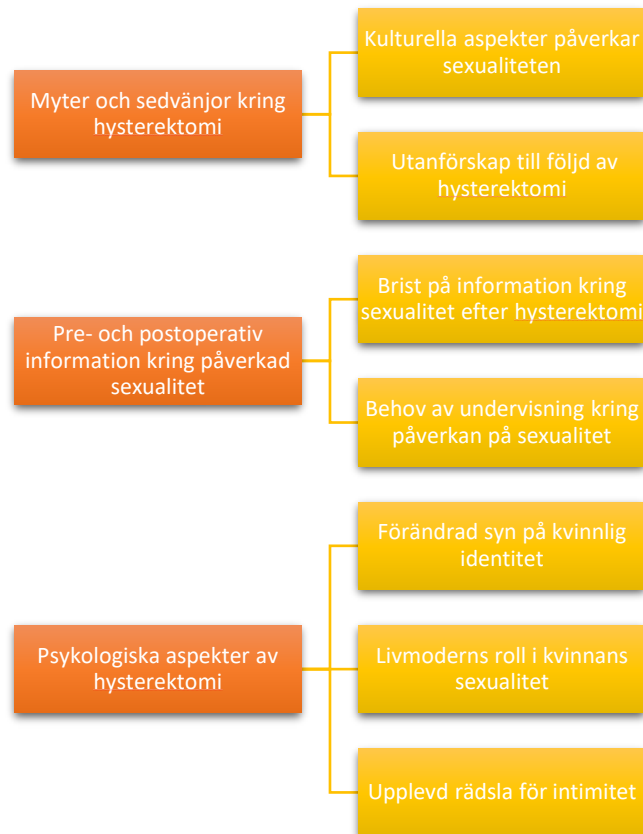 Myter och sedvänjor kring
hysterektomi
Kulturella aspekter påverkar
sexualiteten
Utanförskap till följd av
hysterektomi
Pre- och postoperativ
information kring påverkad
sexualitet
Brist på information kring
sexualitet efter hysterektomi
Behov av undervisning kring
påverkan på sexualitet
Psykologiska aspekter av
hysterektomi
Förändrad syn på kvinnlig
identitet
Livmoderns roll i kvinnans
sexualitet
Upplevd rädsla för intimitet